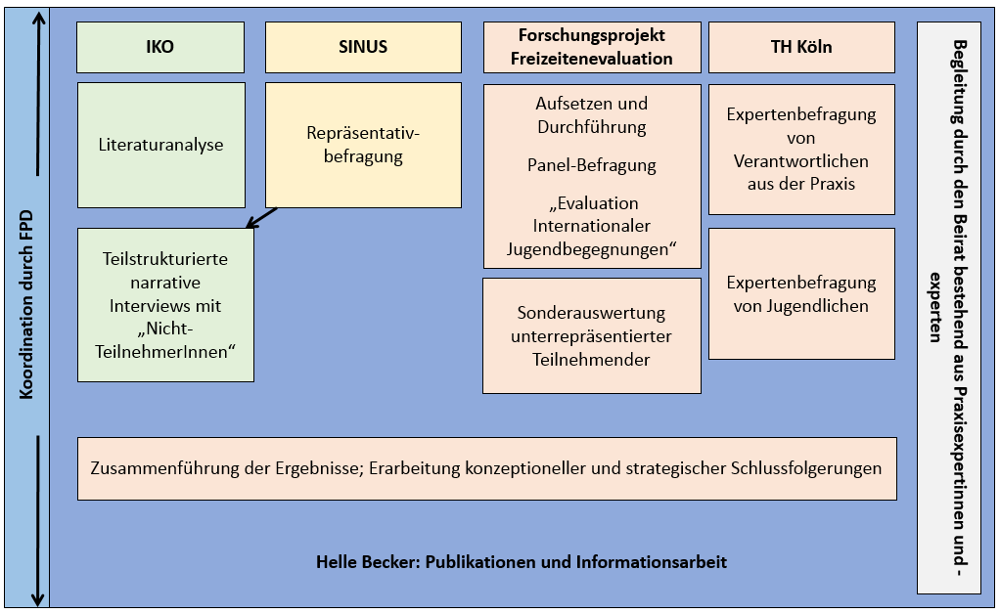 Koordination durch FPD
IKO
Literaturanalyse
Teilstrukturierte
narrative
Interviews mit
„Nicht-
TeilnehmerInnen“
SINUS
Repräsentativ-
befragung
Forschungsprojekt
Freizeitenevaluation
Aufsetzen und
Durchführung
Panel-Befragung
„Evaluation
Internationaler
Jugendbegegnungen“
Sonderauswertung
unterrepräsentierter
Teilnehmender
TH Köln
Expertenbefragung
von
Verantwortlichen
aus der Praxis
Expertenbefragung
von Jugendlichen
Zusammenführung der Ergebnisse; Erarbeitung konzeptioneller und strategischer Schlussfolgerungen
Helle Becker: Publikationen und Informationsarbeit
Begleitung durch den Beirat bestehend aus Praxisexpertinnen und -
experten